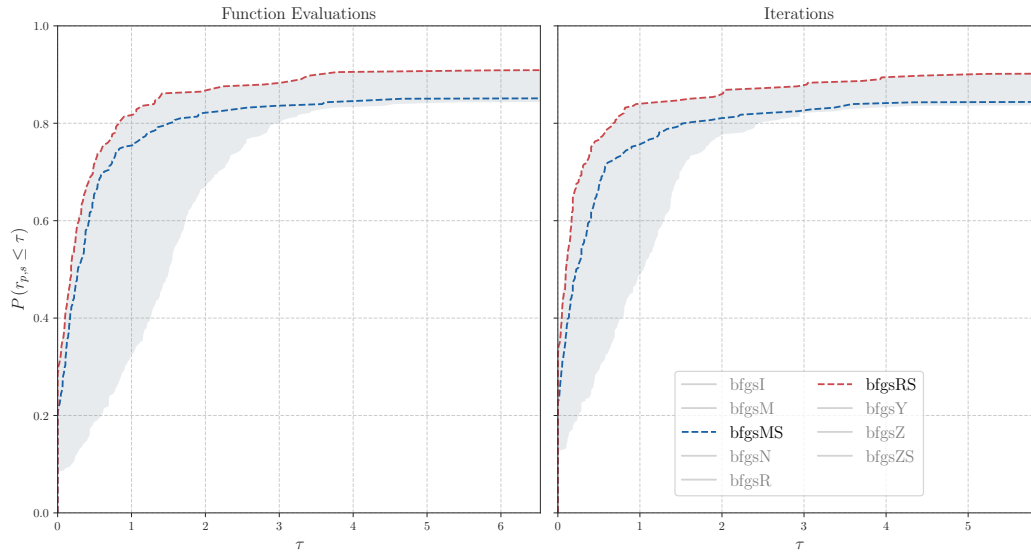 Function Evaluations
Iterations
1.0
0.8
0.6
0.4
0.2
0.0
P(r_{p,s} ≤ τ)
0 1 2 3 4 5 6
τ
0 1 2 3 4 5
τ
bfgsI
bfgsM
bfgsMS
bfgsN
bfgsR
bfgsRS
bfgsY
bfgsZ
bfgsZS